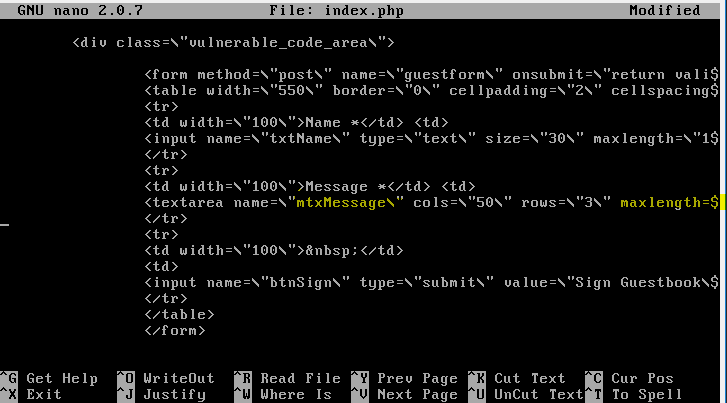 GNU nano 2.0.7 File: index.php Modified
<div class=\"vulnerable_code_area\">
<form method=\"post\" name=\"guestform\" onsubmit=\"return vali$
<table width=\"550\" border=\"0\" cellpadding=\"2\" cellspacing$
<tr>
<td width=\"100\">Name *</td> <td>
<input name=\"txtName\" type=\"text\" size=\"30\" maxlength=\"1$
</tr>
<tr>
<td width=\"100\">Message *</td> <td>
<textarea name=\"mtxMessage\" cols=\"50\" rows=\"3\" maxlength=$
</tr>
<tr>
<td width=\"100\">&nbsp;</td>
<td>
<input name=\"btnSign\" type=\"submit\" value=\"Sign Guestbook\$
</tr>
</table>
</form>
^G Get Help ^O WriteOut ^R Read File ^Y Prev Page ^K Cut Text ^C Cur Pos
^X Exit ^J Justify ^W Where Is ^V Next Page ^U UnCut Text ^T To Spell